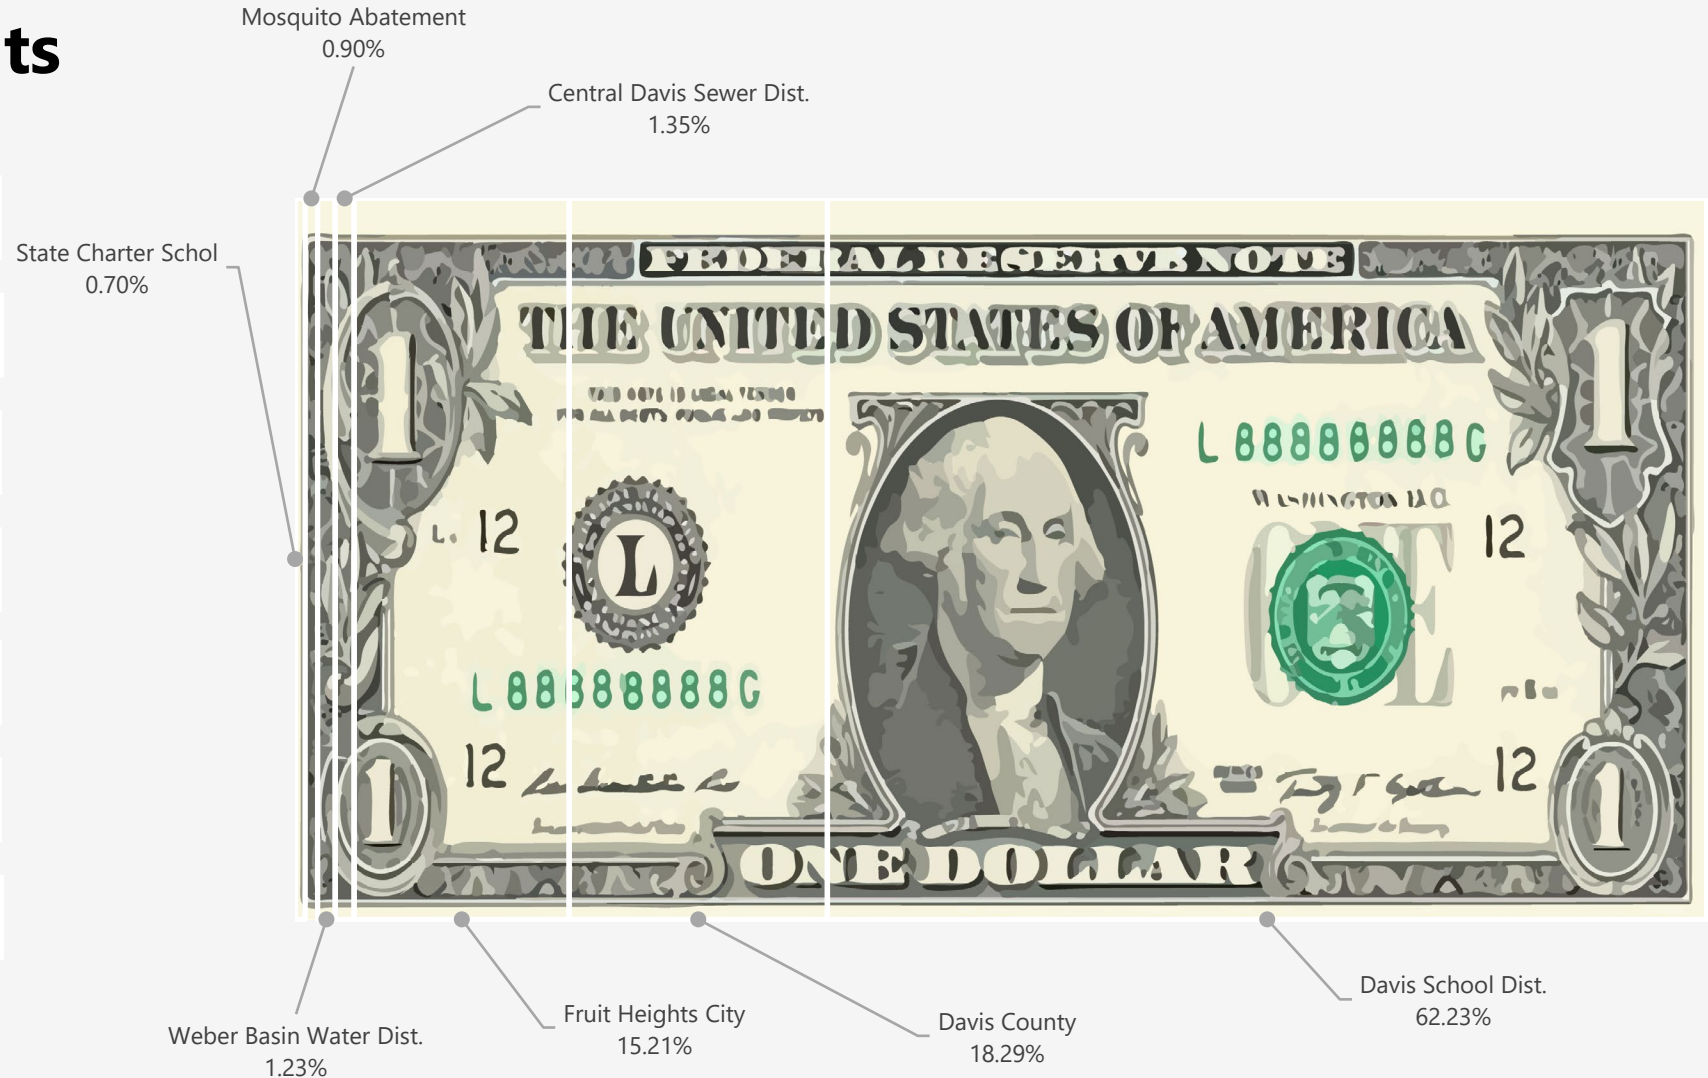 ts
Mosquito Abatement
0.90%
Central Davis Sewer Dist.
1.35%
State Charter Schol
0.70%
FEDERAL RESERVE NOTE
THE UNITED STATES OF AMERICA
1
1
L 88888888 G
L. 12
12
L
L 88888888 G
12
12
1
1
ONE DOLLAR
Weber Basin Water Dist.
1.23%
Fruit Heights City
15.21%
Davis County
18.29%
Davis School Dist.
62.23%